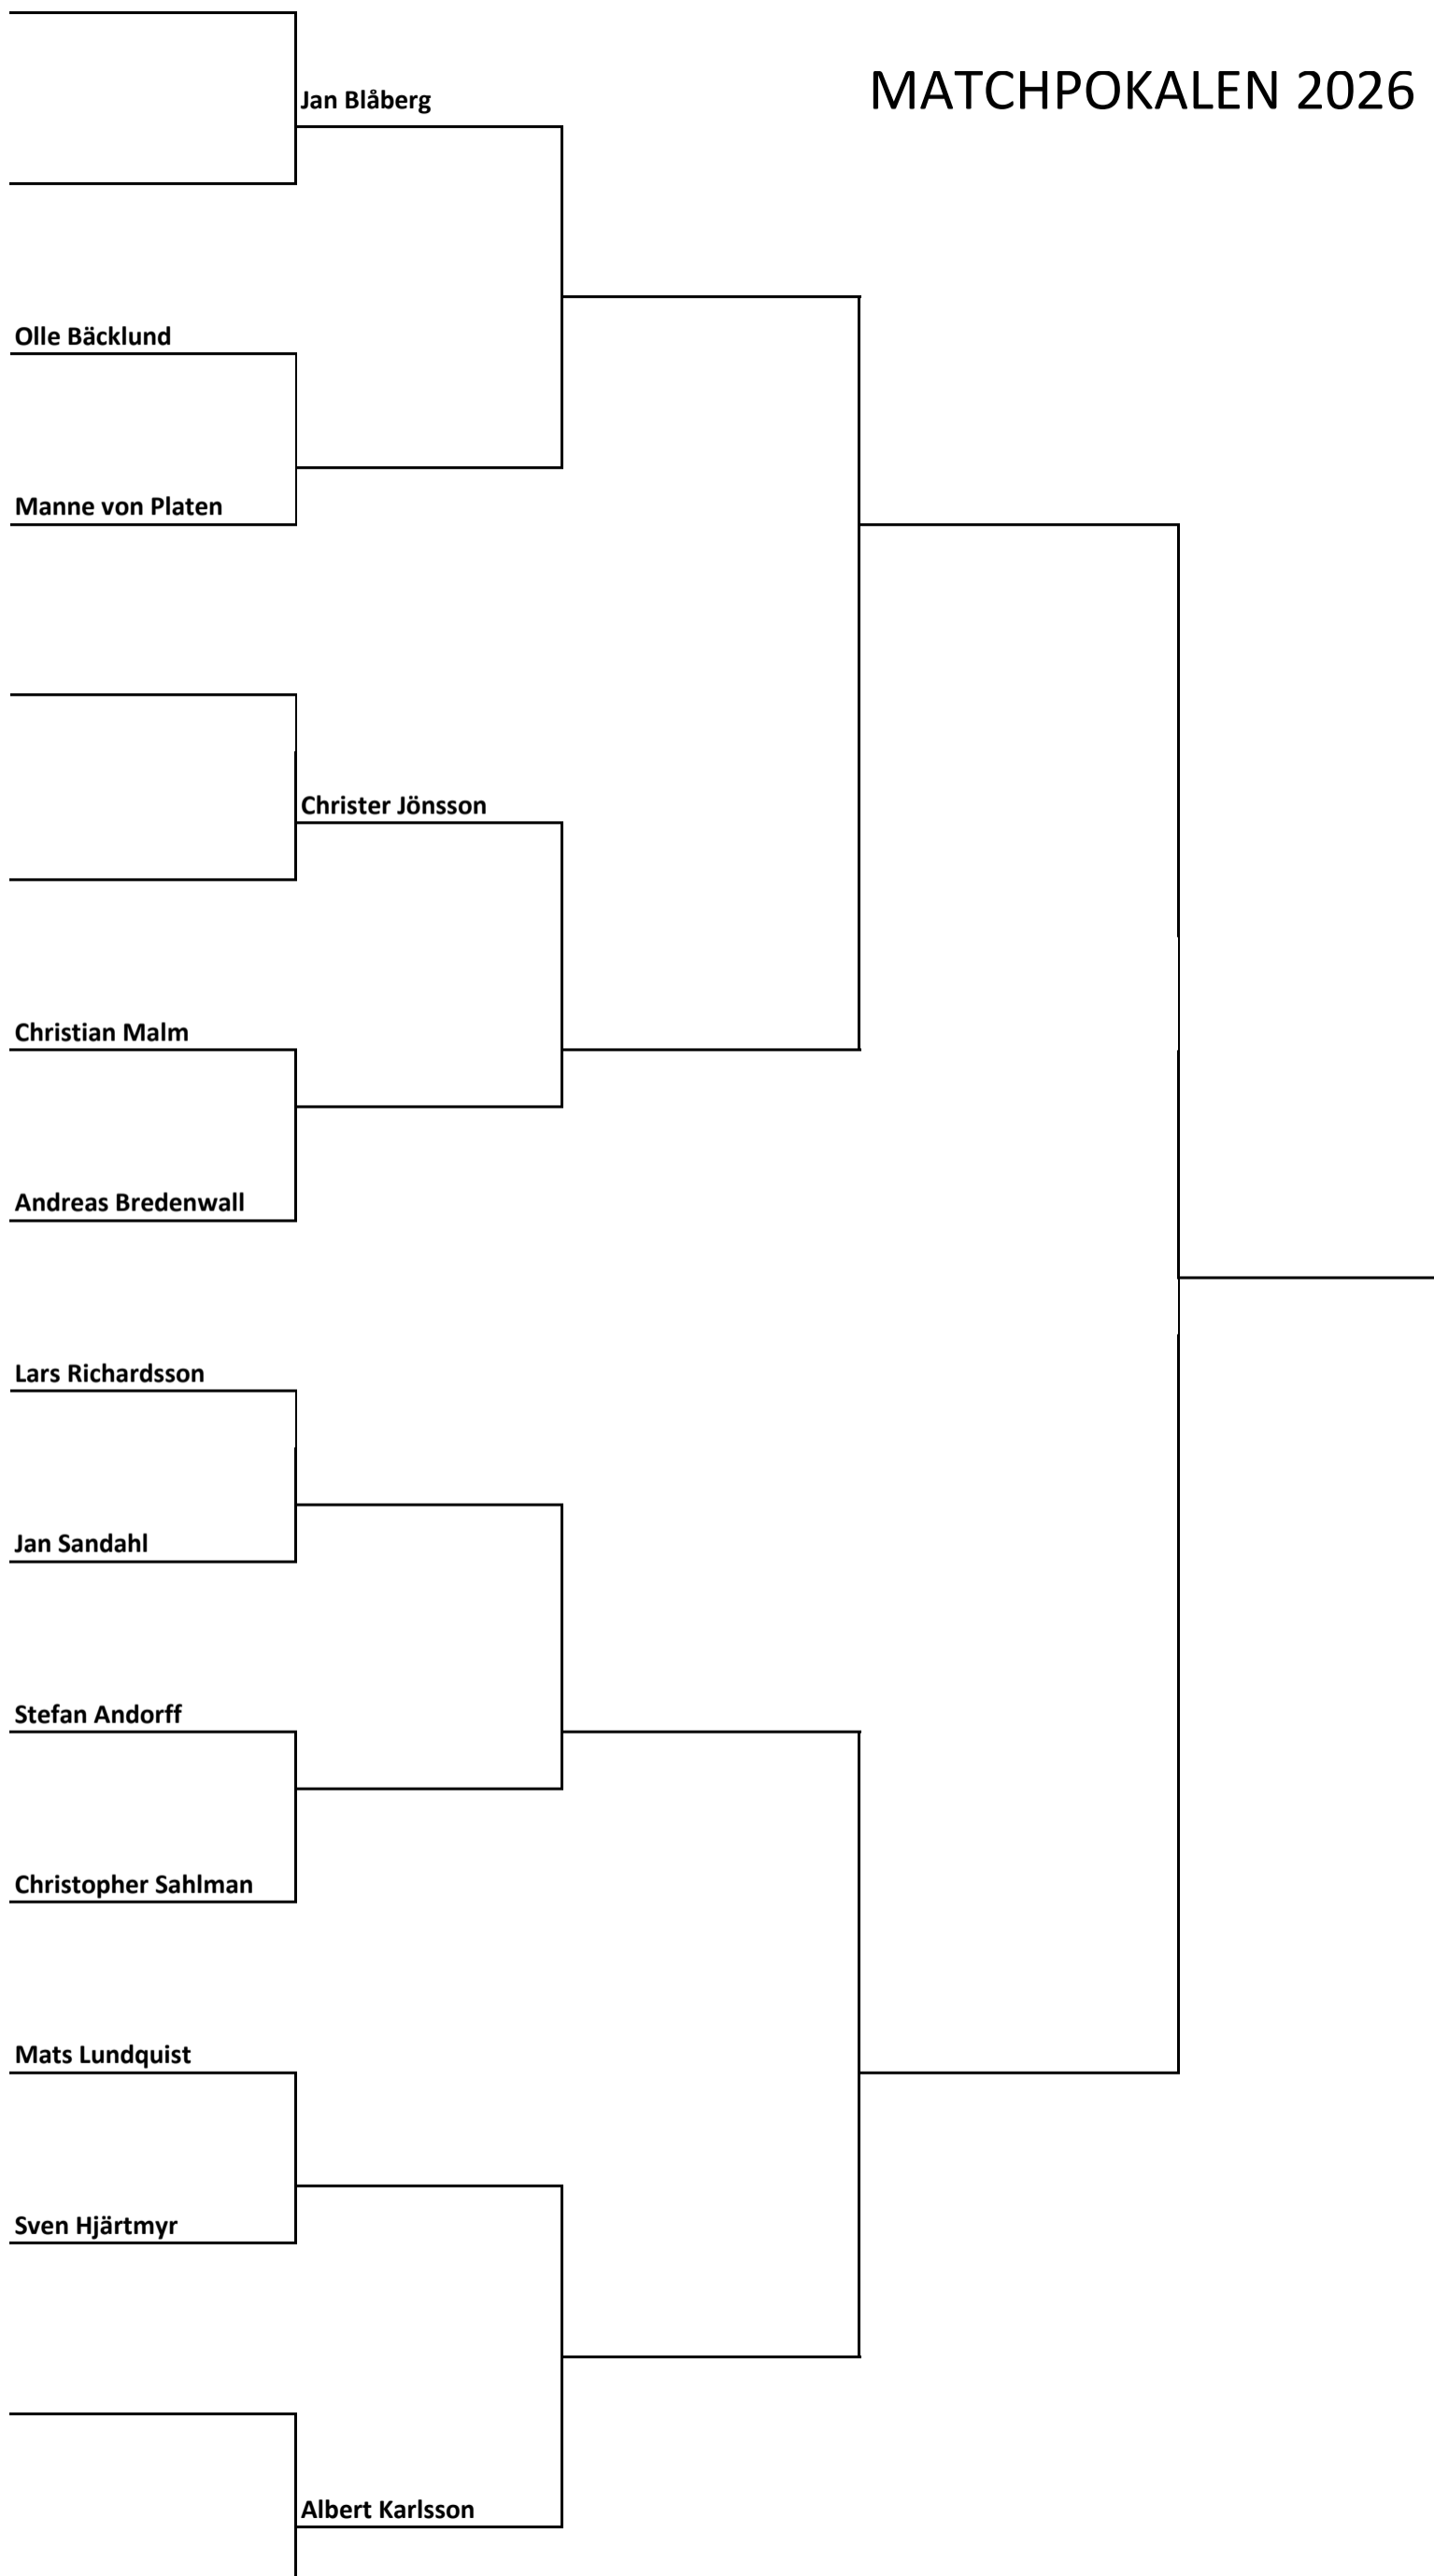 MATCHPOKALEN 2026
Jan Blåberg
Olle Bäcklund
Manne von Platen
Christer Jönsson
Christian Malm
Andreas Bredenwall
Lars Richardsson
Jan Sandahl
Stefan Andorff
Christopher Sahlman
Mats Lundquist
Sven Hjärtmyr
Albert Karlsson